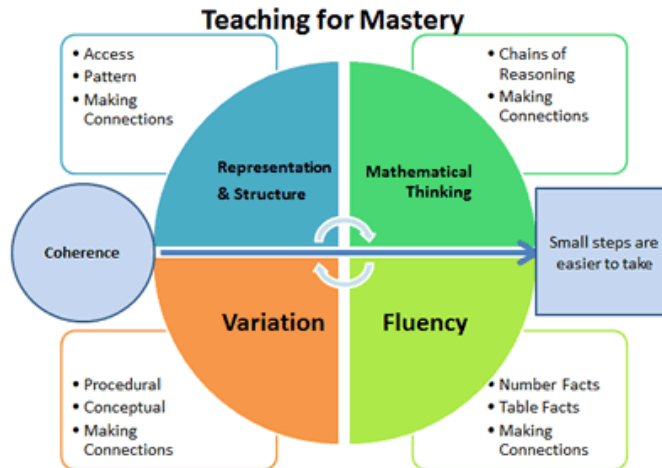 Teaching for Mastery
• Access
• Pattern
• Making
Connections
• Chains of
Reasoning
• Making
Connections
Representation
& Structure
Mathematical
Thinking
Coherence
Small steps are
easier to take
Variation
Fluency
• Procedural
• Conceptual
• Making
Connections
• Number Facts
• Table Facts
• Making
Connections